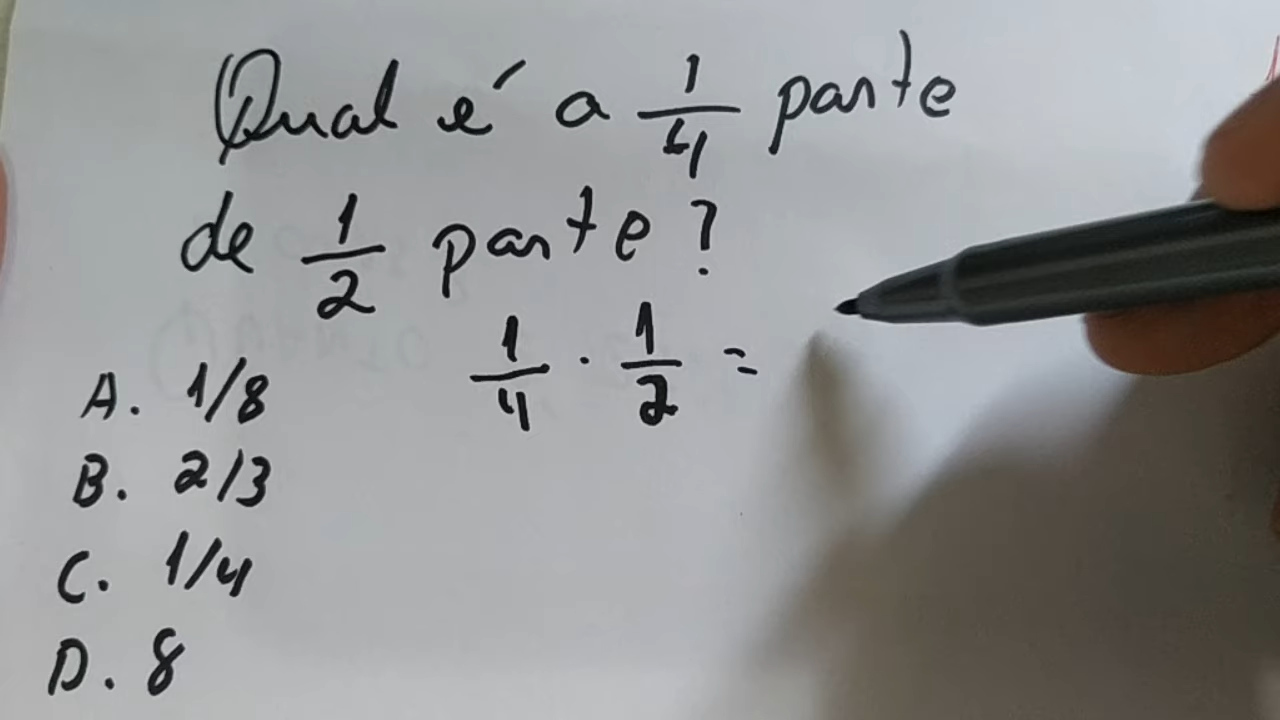 Qual é a 1/4 parte
de 1/2 parte?
1/4 · 1/2 =
A. 1/8
B. 2/3
C. 1/4
D. 8